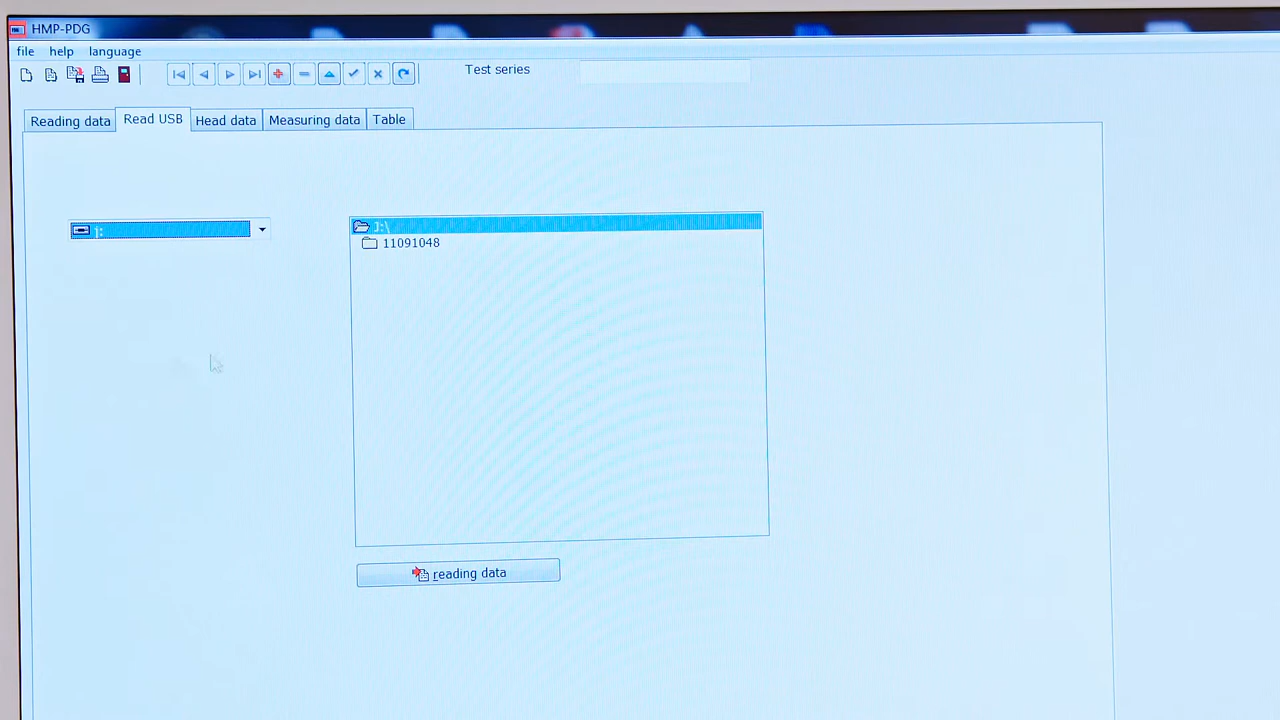 HMP-PDG
file help language
Test series
Reading data Read USB Head data Measuring data Table
J:
J:\
11091048
reading data